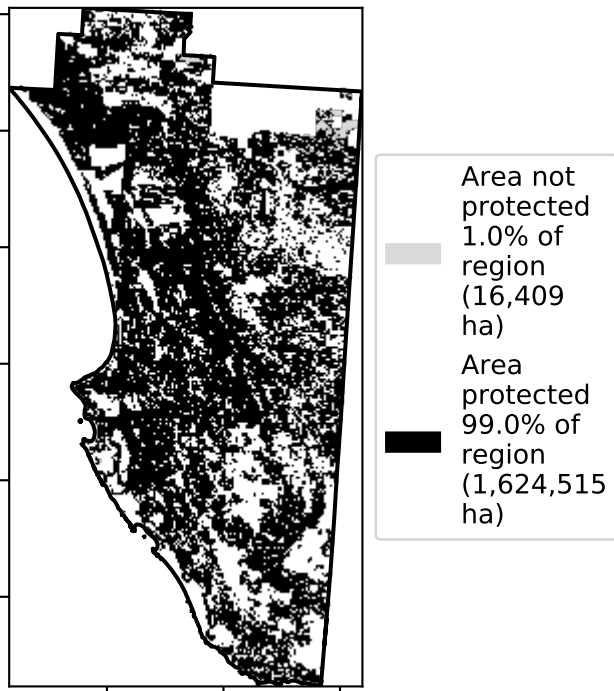 Area not
protected
1.0% of
region
(16,409
ha)
Area
protected
99.0% of
region
(1,624,515
ha)